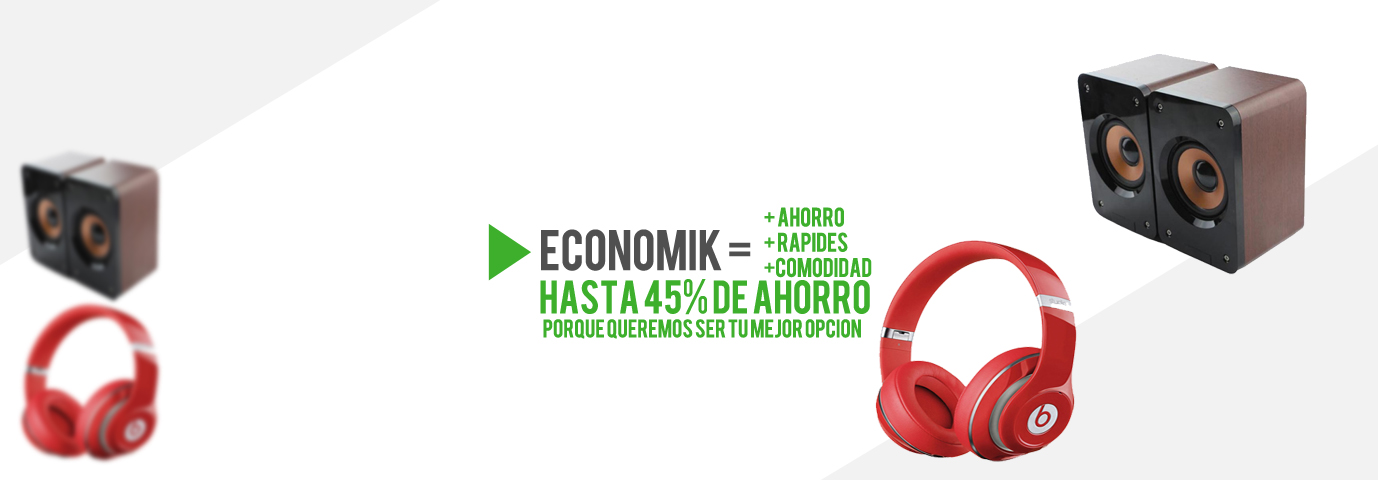 + AHORRO
ECONOMIK = + RAPIDES
+COMODIDAD
HASTA 45% DE AHORRO
PORQUE QUEREMOS SER TU MEJOR OPCION
b